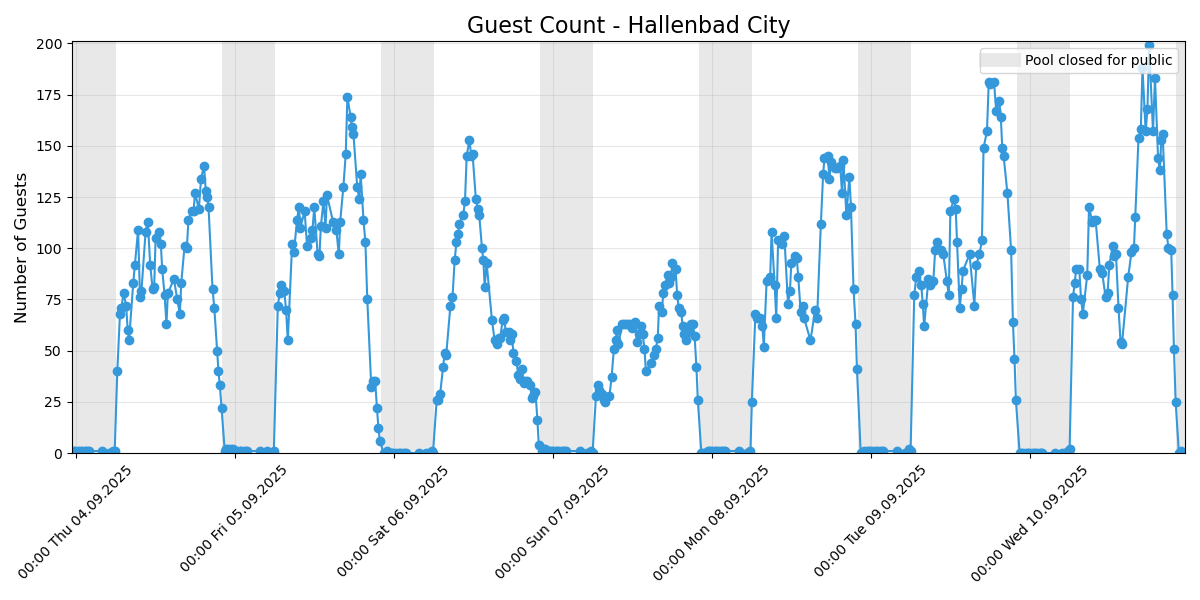 Guest Count - Hallenbad City
Pool closed for public
Number of Guests
200
175
150
125
100
75
50
25
0
00:00 Thu 04.09.2025
00:00 Fri 05.09.2025
00:00 Sat 06.09.2025
00:00 Sun 07.09.2025
00:00 Mon 08.09.2025
00:00 Tue 09.09.2025
00:00 Wed 10.09.2025